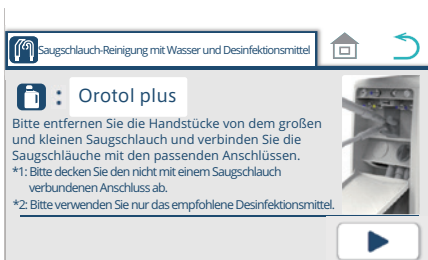 Saugschlauch-Reinigung mit Wasser und Desinfektionsmittel
: Orotol plus
Bitte entfernen Sie die Handstücke von dem großen
und kleinen Saugschlauch und verbinden Sie die
Saugschläuche mit den passenden Anschlüssen.
*1: Bitte decken Sie den nicht mit einem Saugschlauch
verbundenen Anschluss ab.
*2: Bitte verwenden Sie nur das empfohlene Desinfektionsmittel.